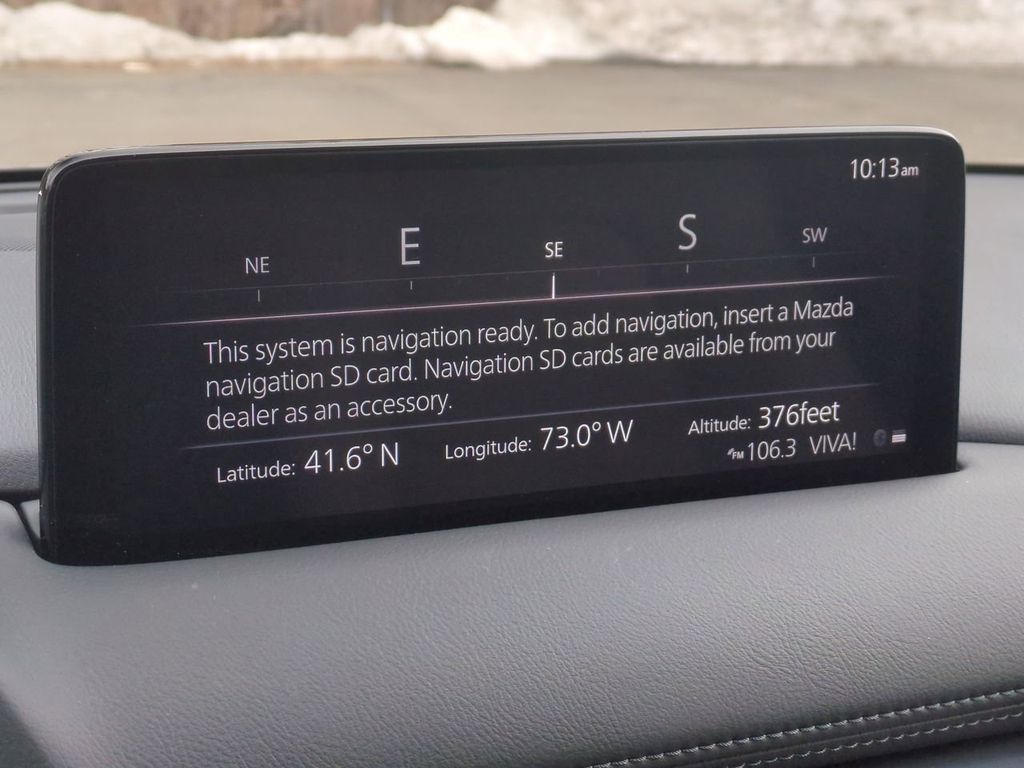 10:13am
NE E SE S SW
This system is navigation ready. To add navigation, insert a Mazda
navigation SD card. Navigation SD cards are available from your
dealer as an accessory.
Latitude: 41.6° N Longitude: 73.0° W Altitude: 376feet
FM 106.3 VIVA!